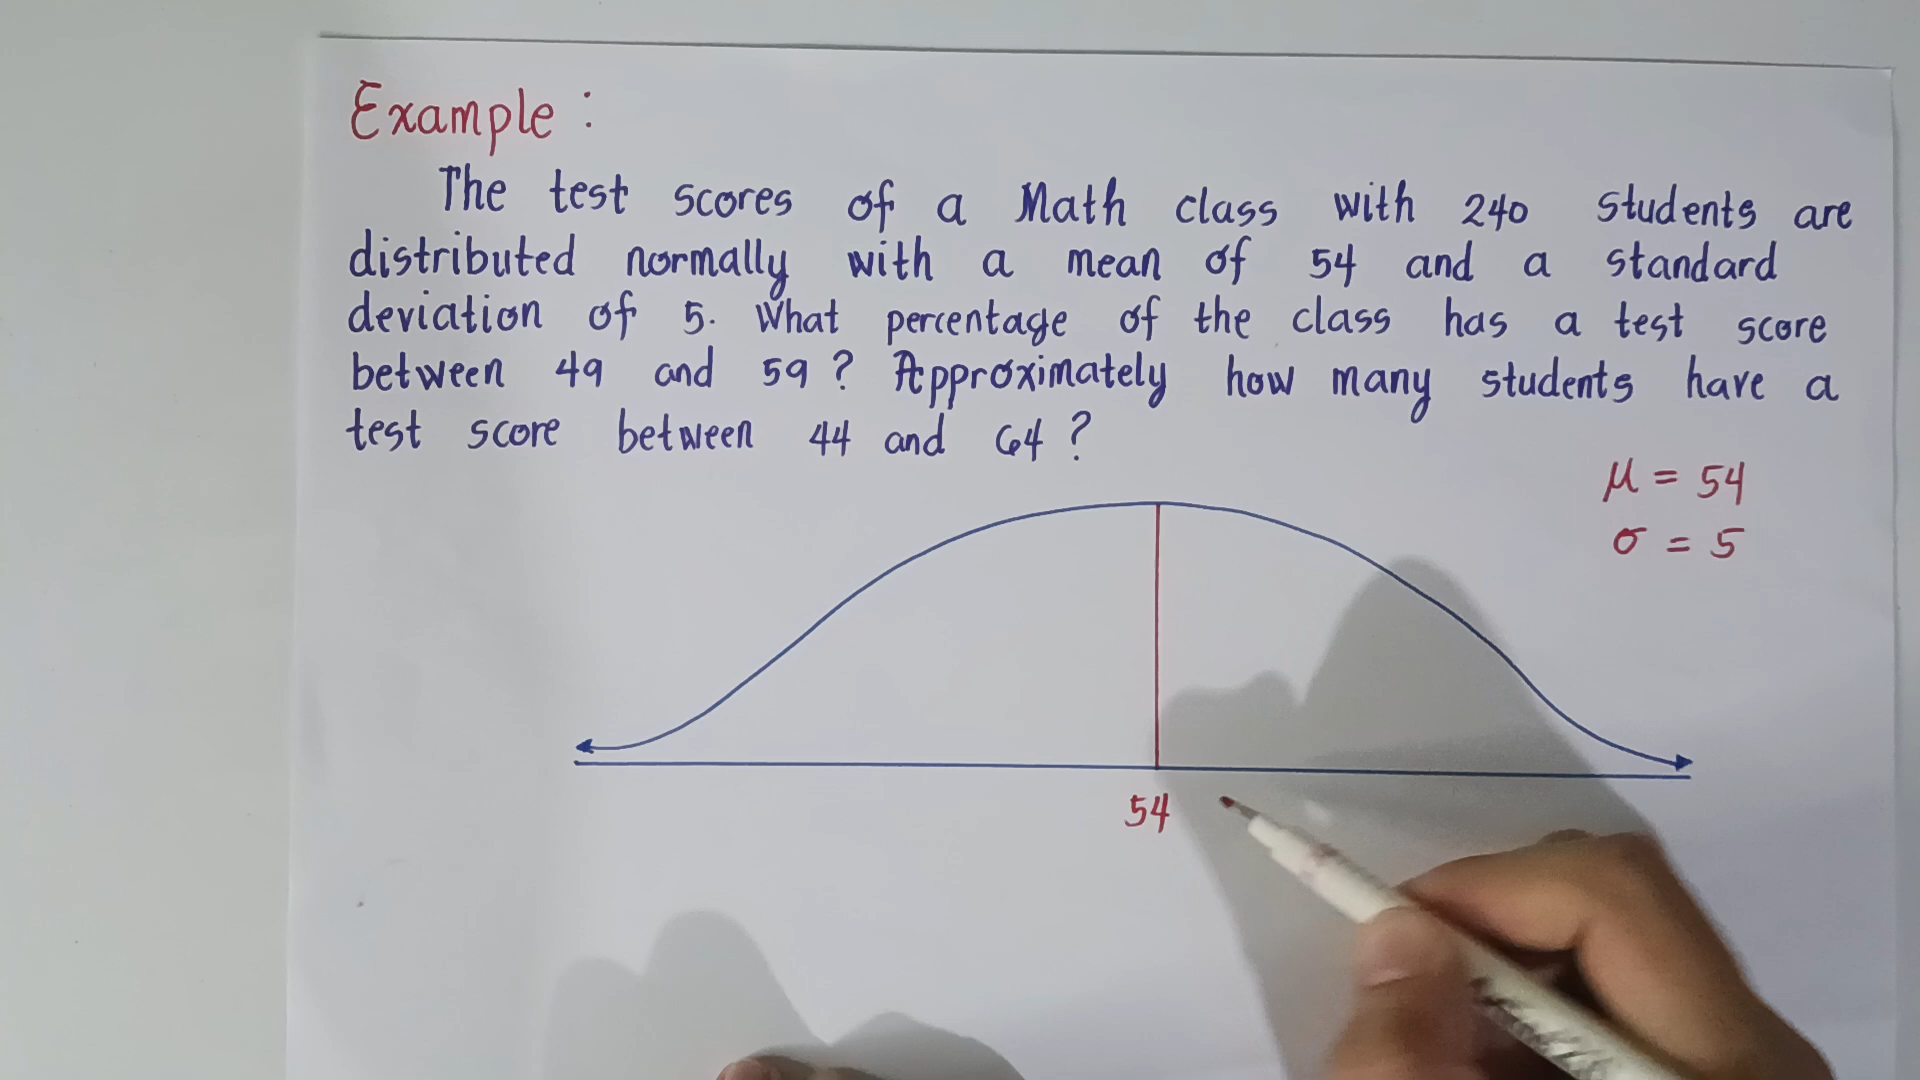 Example :
The test scores of a Math class with 240 students are
distributed normally with a mean of 54 and a standard
deviation of 5. What percentage of the class has a test score
between 49 and 59 ? Approximately how many students have a
test score between 44 and 64 ?
μ = 54
σ = 5
54